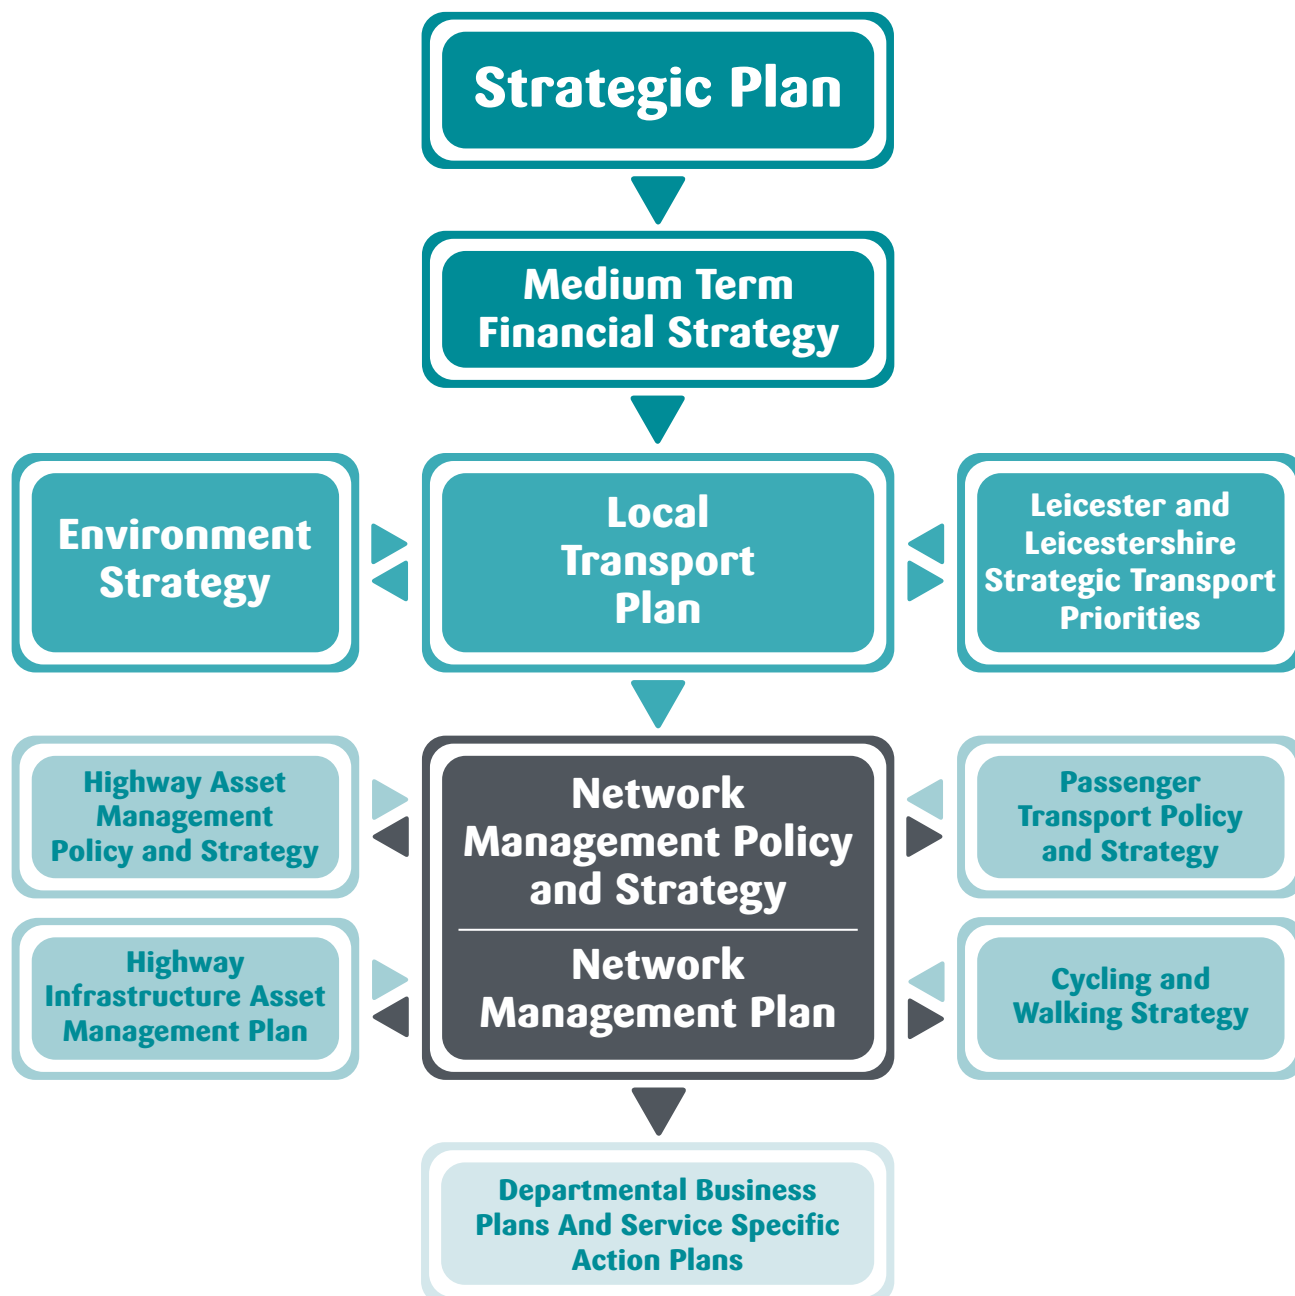 Strategic Plan
Medium Term
Financial Strategy
Environment
Strategy
Local
Transport
Plan
Leicester and
Leicestershire
Strategic Transport
Priorities
Highway Asset
Management
Policy and Strategy
Network
Management Policy
and Strategy
Passenger
Transport Policy
and Strategy
Highway
Infrastructure Asset
Management Plan
Network
Management Plan
Cycling and
Walking Strategy
Departmental Business
Plans And Service Specific
Action Plans